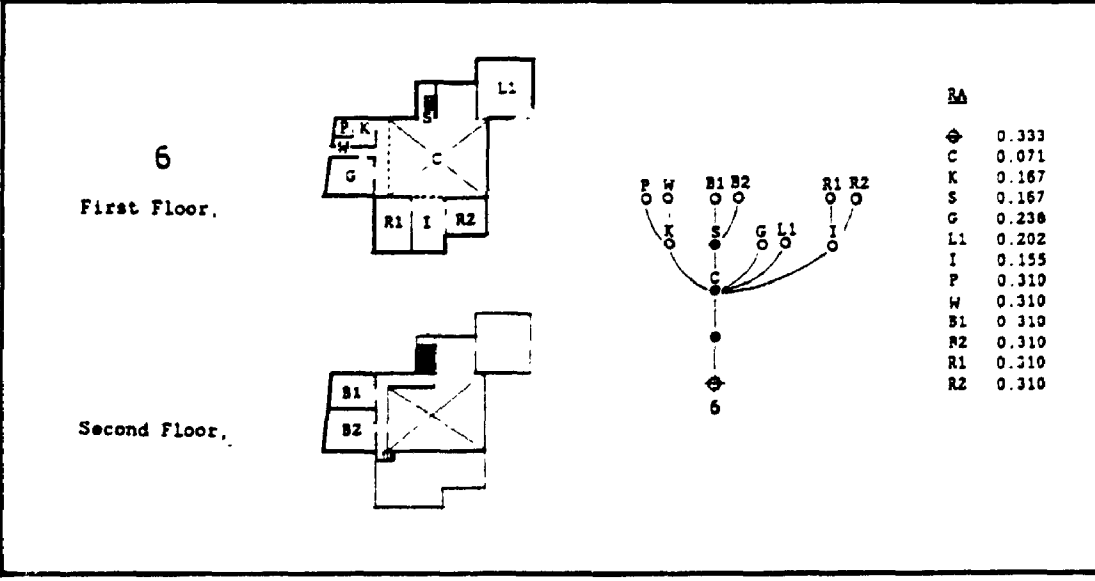 6
First Floor.
L1
S
P K
W
C
G
R1 I R2
Second Floor.
B1
B2
P W B1 B2 R1 R2
K S G L1 I
C
6
RA
0.333
C 0.071
K 0.167
S 0.167
G 0.238
L1 0.202
I 0.155
P 0.310
W 0.310
B1 0.310
B2 0.310
R1 0.310
R2 0.310